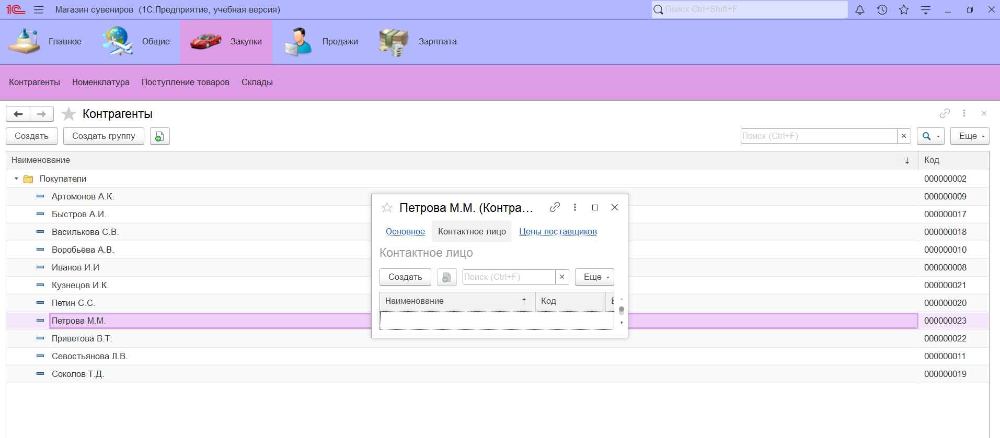 1С Магазин сувениров (1С:Предприятие, учебная версия) Поиск Ctrl+Shift+F
Главное Общие Закупки Продажи Зарплата
Контрагенты Номенклатура Поступление товаров Склады
Контрагенты
Создать Создать группу Поиск (Ctrl+F) Еще
Наименование Код
Покупатели 000000002
Артомонов А.К. 000000009
Быстров А.И. 000000017
Василькова С.В. 000000018
Воробьёва А.В. 000000010
Иванов И.И 000000008
Кузнецов И.К. 000000021
Петин С.С. 000000020
Петрова М.М. 000000023
Приветова В.Т. 000000022
Севостьянова Л.В. 000000011
Соколов Т.Д. 000000019
Петрова М.М. (Контра...
Основное Контактное лицо Цены поставщиков
Контактное лицо
Создать Поиск (Ctrl+F) Еще
Наименование Код